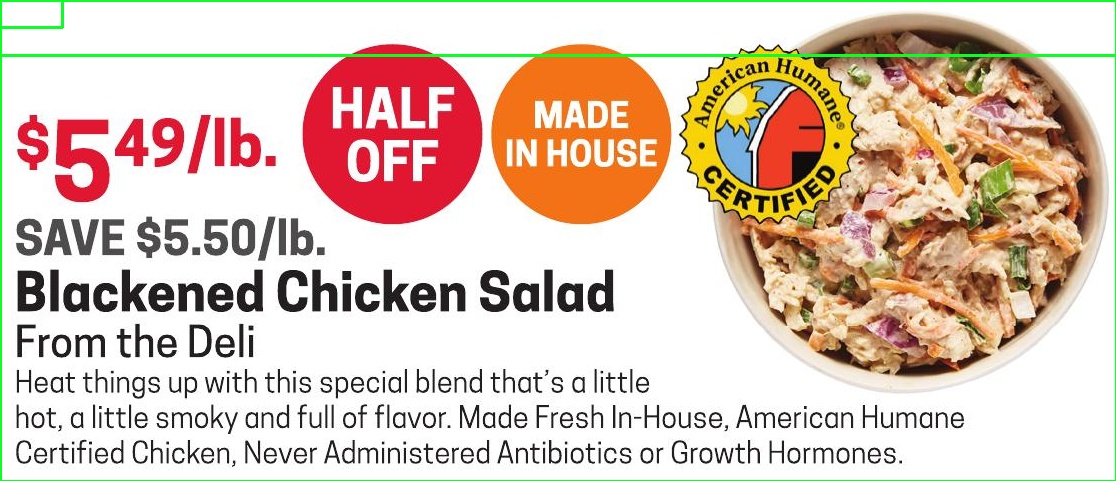 $5 49/lb.
HALF
OFF
MADE
IN HOUSE
American Humane®
CERTIFIED
SAVE $5.50/lb.
Blackened Chicken Salad
From the Deli
Heat things up with this special blend that's a little
hot, a little smoky and full of flavor. Made Fresh In-House, American Humane
Certified Chicken, Never Administered Antibiotics or Growth Hormones.